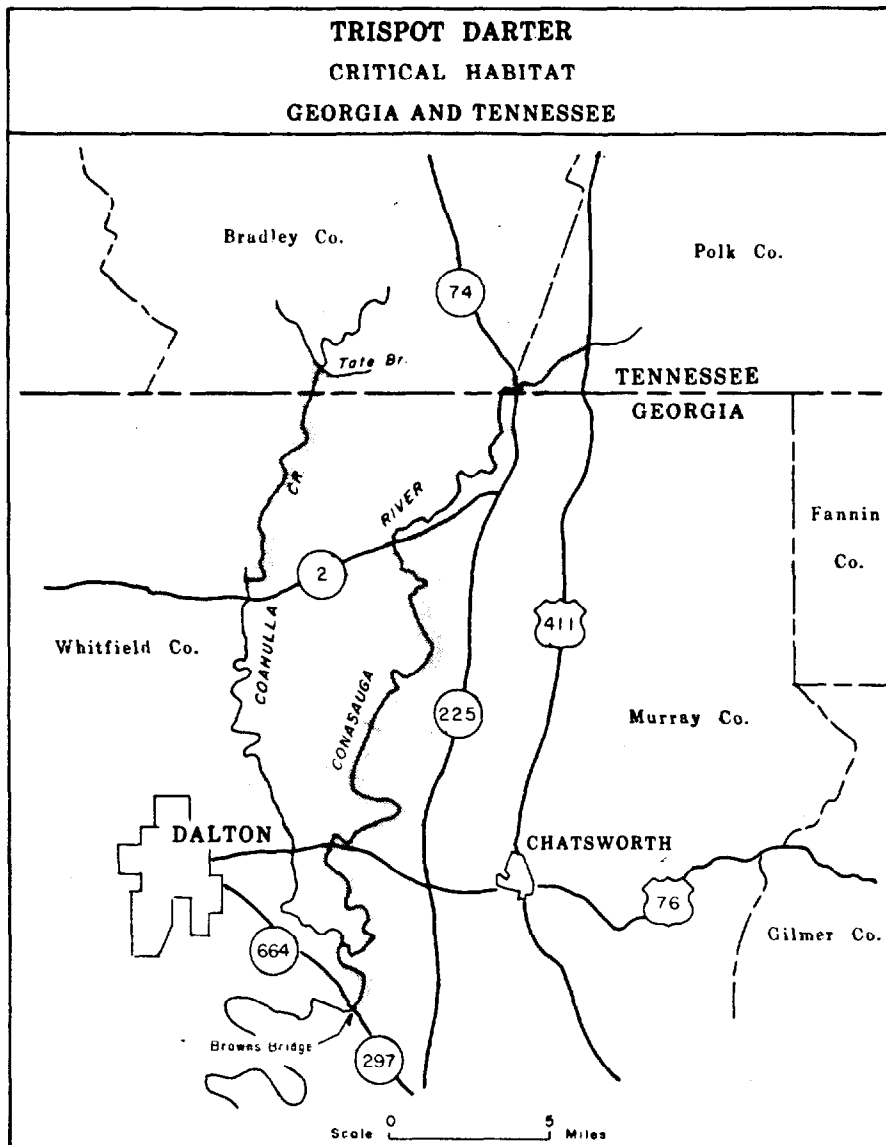 TRISPOT DARTER
CRITICAL HABITAT
GEORGIA AND TENNESSEE
Bradley Co.
Polk Co.
74
Tate Br.
TENNESSEE
GEORGIA
CR.
RIVER
Fannin
Co.
2
411
Whitfield Co.
COAHULLA
CONASAUGA
225
Murray Co.
DALTON
CHATSWORTH
76
664
Gilmer Co.
Browns Bridge
297
Scale 0 5 Miles